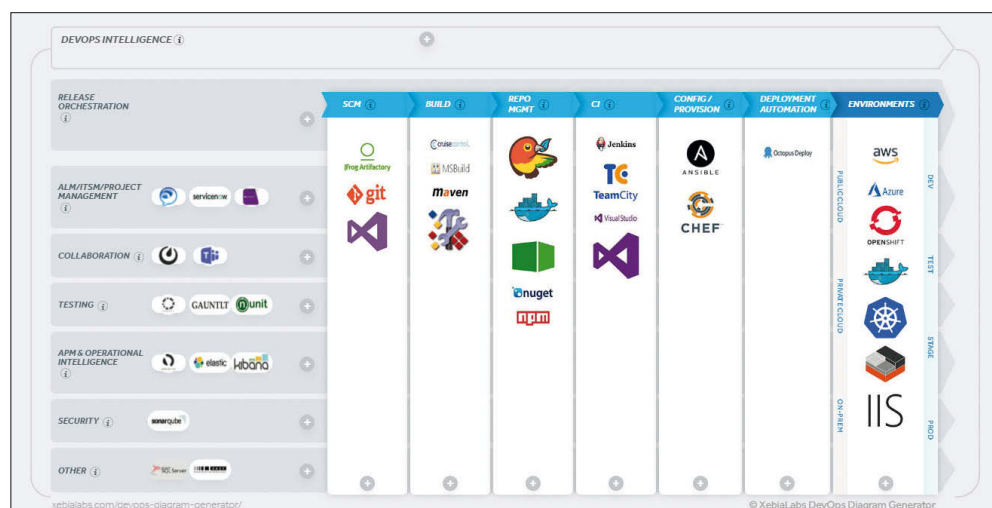 DEVOPS INTELLIGENCE i
RELEASE
ORCHESTRATION
i
SCM i
BUILD i
REPO
MGMT i
CI i
CONFIG /
PROVISION i
DEPLOYMENT
AUTOMATION i
ENVIRONMENTS i
JFrog Artifactory
git
Cruisecontrol
MSBuild
maven
nuget
npm
Jenkins
TC
TeamCity
Visual Studio
A
ANSIBLE
CHEF
Octopus Deploy
aws
Azure
OPENSHIFT
IIS
PUBLIC CLOUD
PRIVATE CLOUD
ON-PREM
DEV
TEST
STAGE
PROD
ALM/ITSM/PROJECT
MANAGEMENT
i
servicenow
COLLABORATION i
TESTING i
GAUNTLT
nunit
APM & OPERATIONAL
INTELLIGENCE
i
elastic
kibana
SECURITY i
sonarqube
OTHER i
SQL Server
xebialabs.com/devops-diagram-generator/
© XebiaLabs DevOps Diagram Generator